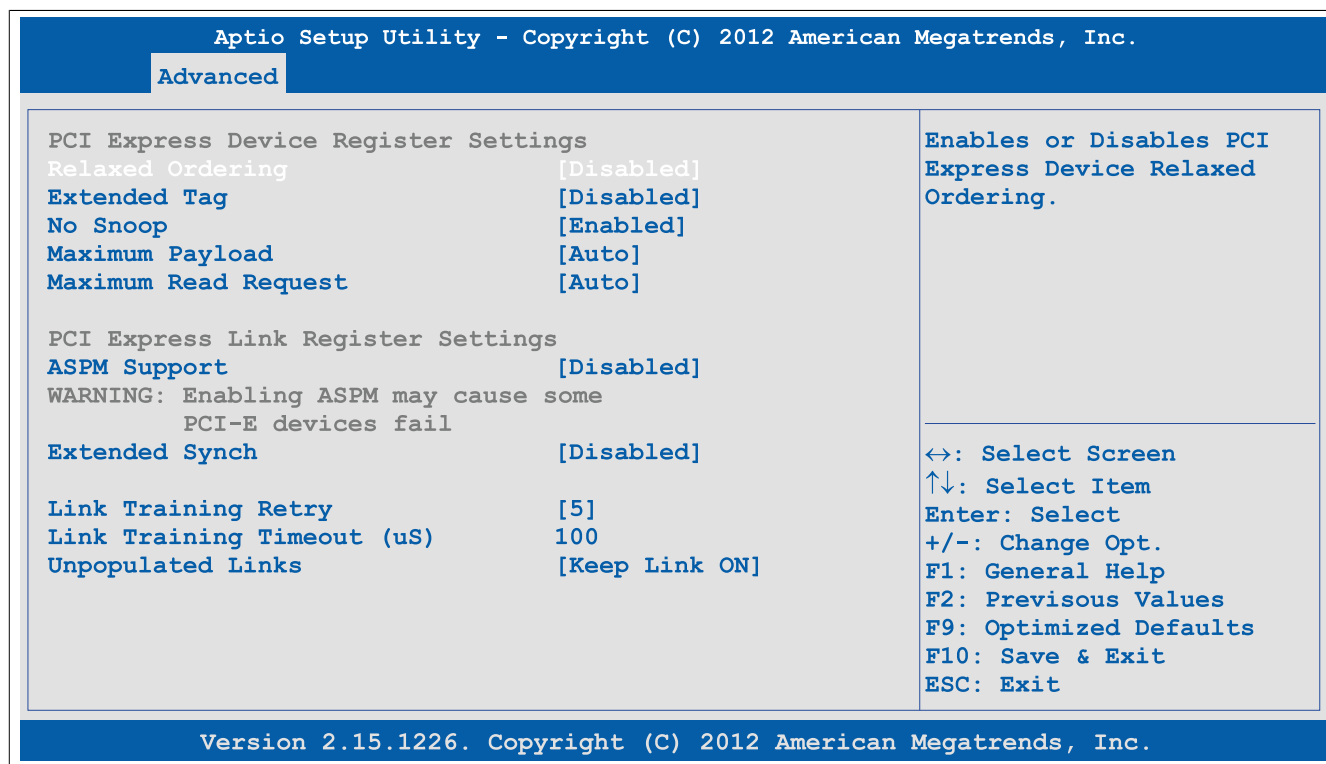 Aptio Setup Utility - Copyright (C) 2012 American Megatrends, Inc.
Advanced
PCI Express Device Register Settings
Relaxed Ordering [Disabled]
Extended Tag [Disabled]
No Snoop [Enabled]
Maximum Payload [Auto]
Maximum Read Request [Auto]
PCI Express Link Register Settings
ASPM Support [Disabled]
WARNING: Enabling ASPM may cause some
PCI-E devices fail
Extended Synch [Disabled]
Link Training Retry [5]
Link Training Timeout (uS) 100
Unpopulated Links [Keep Link ON]
Enables or Disables PCI
Express Device Relaxed
Ordering.
↔: Select Screen
↑↓: Select Item
Enter: Select
+/-: Change Opt.
F1: General Help
F2: Previsous Values
F9: Optimized Defaults
F10: Save & Exit
ESC: Exit
Version 2.15.1226. Copyright (C) 2012 American Megatrends, Inc.